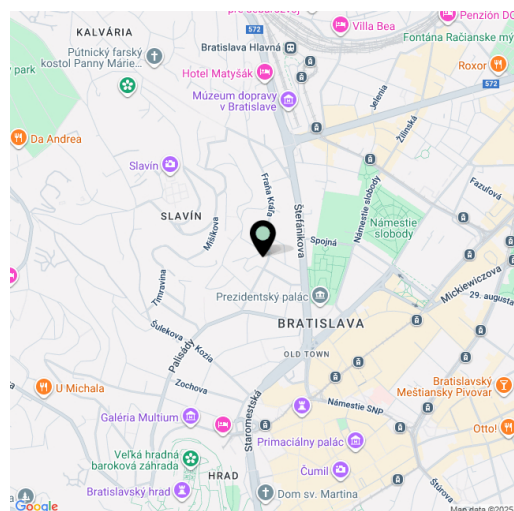 KALVÁRIA
572
Villa Bea
Penzión DO
Bratislava Hlavná
Fontána Račianske mý
Pútnický farský
kostol Panny Márie...
Hotel Matyšák
Roxor
572
y park
Múzeum dopravy
v Bratislave
Jelenia
Žilinská
Da Andrea
Slavín
Fraňa Kráľa
Fazuľová
SLAVÍN
Mišíkova
Štefánikova
Námestie slobody
Námestie
slobody
Spojná
Timravina
Mickiewiczova
29. augusta
Prezidentský palác
BRATISLAVA
Šulekova
Kozia
Palisády
OLD TOWN
U Michala
Zochova
Bratislavský
Meštiansky Pivovar
Staromestská
Galéria Multium
Námestie SNP
Otto!
Primaciálny palác
Veľká hradná
baroková záhrada
HRAD
Čumil
Štúrova
Bratislavský hrad
Dom sv. Martina
Google
Map data ©2025